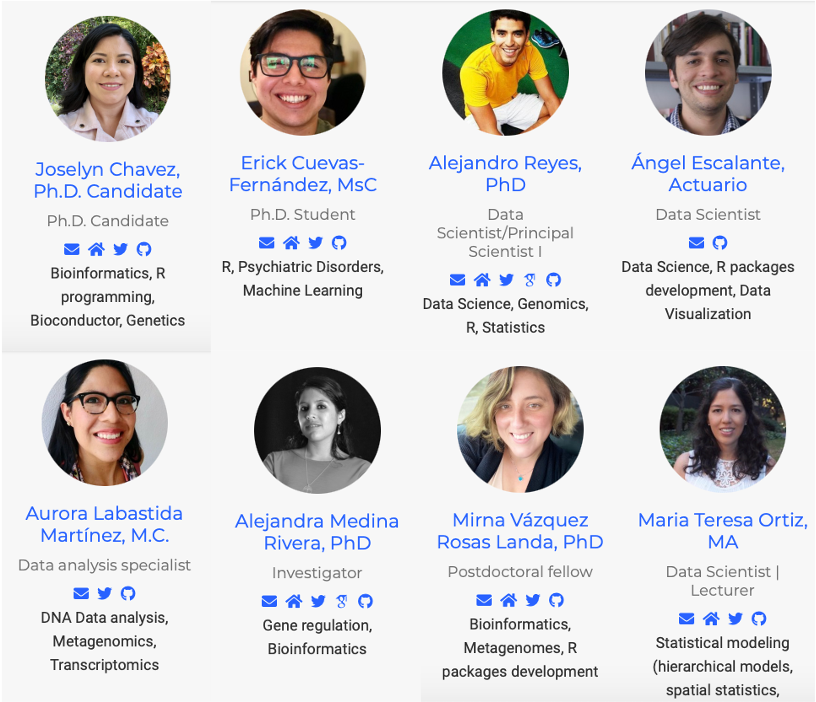 Joselyn Chavez,
Ph.D. Candidate
Ph.D. Candidate
Bioinformatics, R
programming,
Bioconductor, Genetics
Erick Cuevas-
Fernández, MsC
Ph.D. Student
R, Psychiatric Disorders,
Machine Learning
Alejandro Reyes,
PhD
Data
Scientist/Principal
Scientist I
Data Science, Genomics,
R, Statistics
Ángel Escalante,
Actuario
Data Scientist
Data Science, R packages
development, Data
Visualization
Aurora Labastida
Martínez, M.C.
Data analysis specialist
DNA Data analysis,
Metagenomics,
Transcriptomics
Alejandra Medina
Rivera, PhD
Investigator
Gene regulation,
Bioinformatics
Mirna Vázquez
Rosas Landa, PhD
Postdoctoral fellow
Bioinformatics,
Metagenomes, R
packages development
Maria Teresa Ortiz,
MA
Data Scientist |
Lecturer
Statistical modeling
(hierarchical models,
spatial statistics,